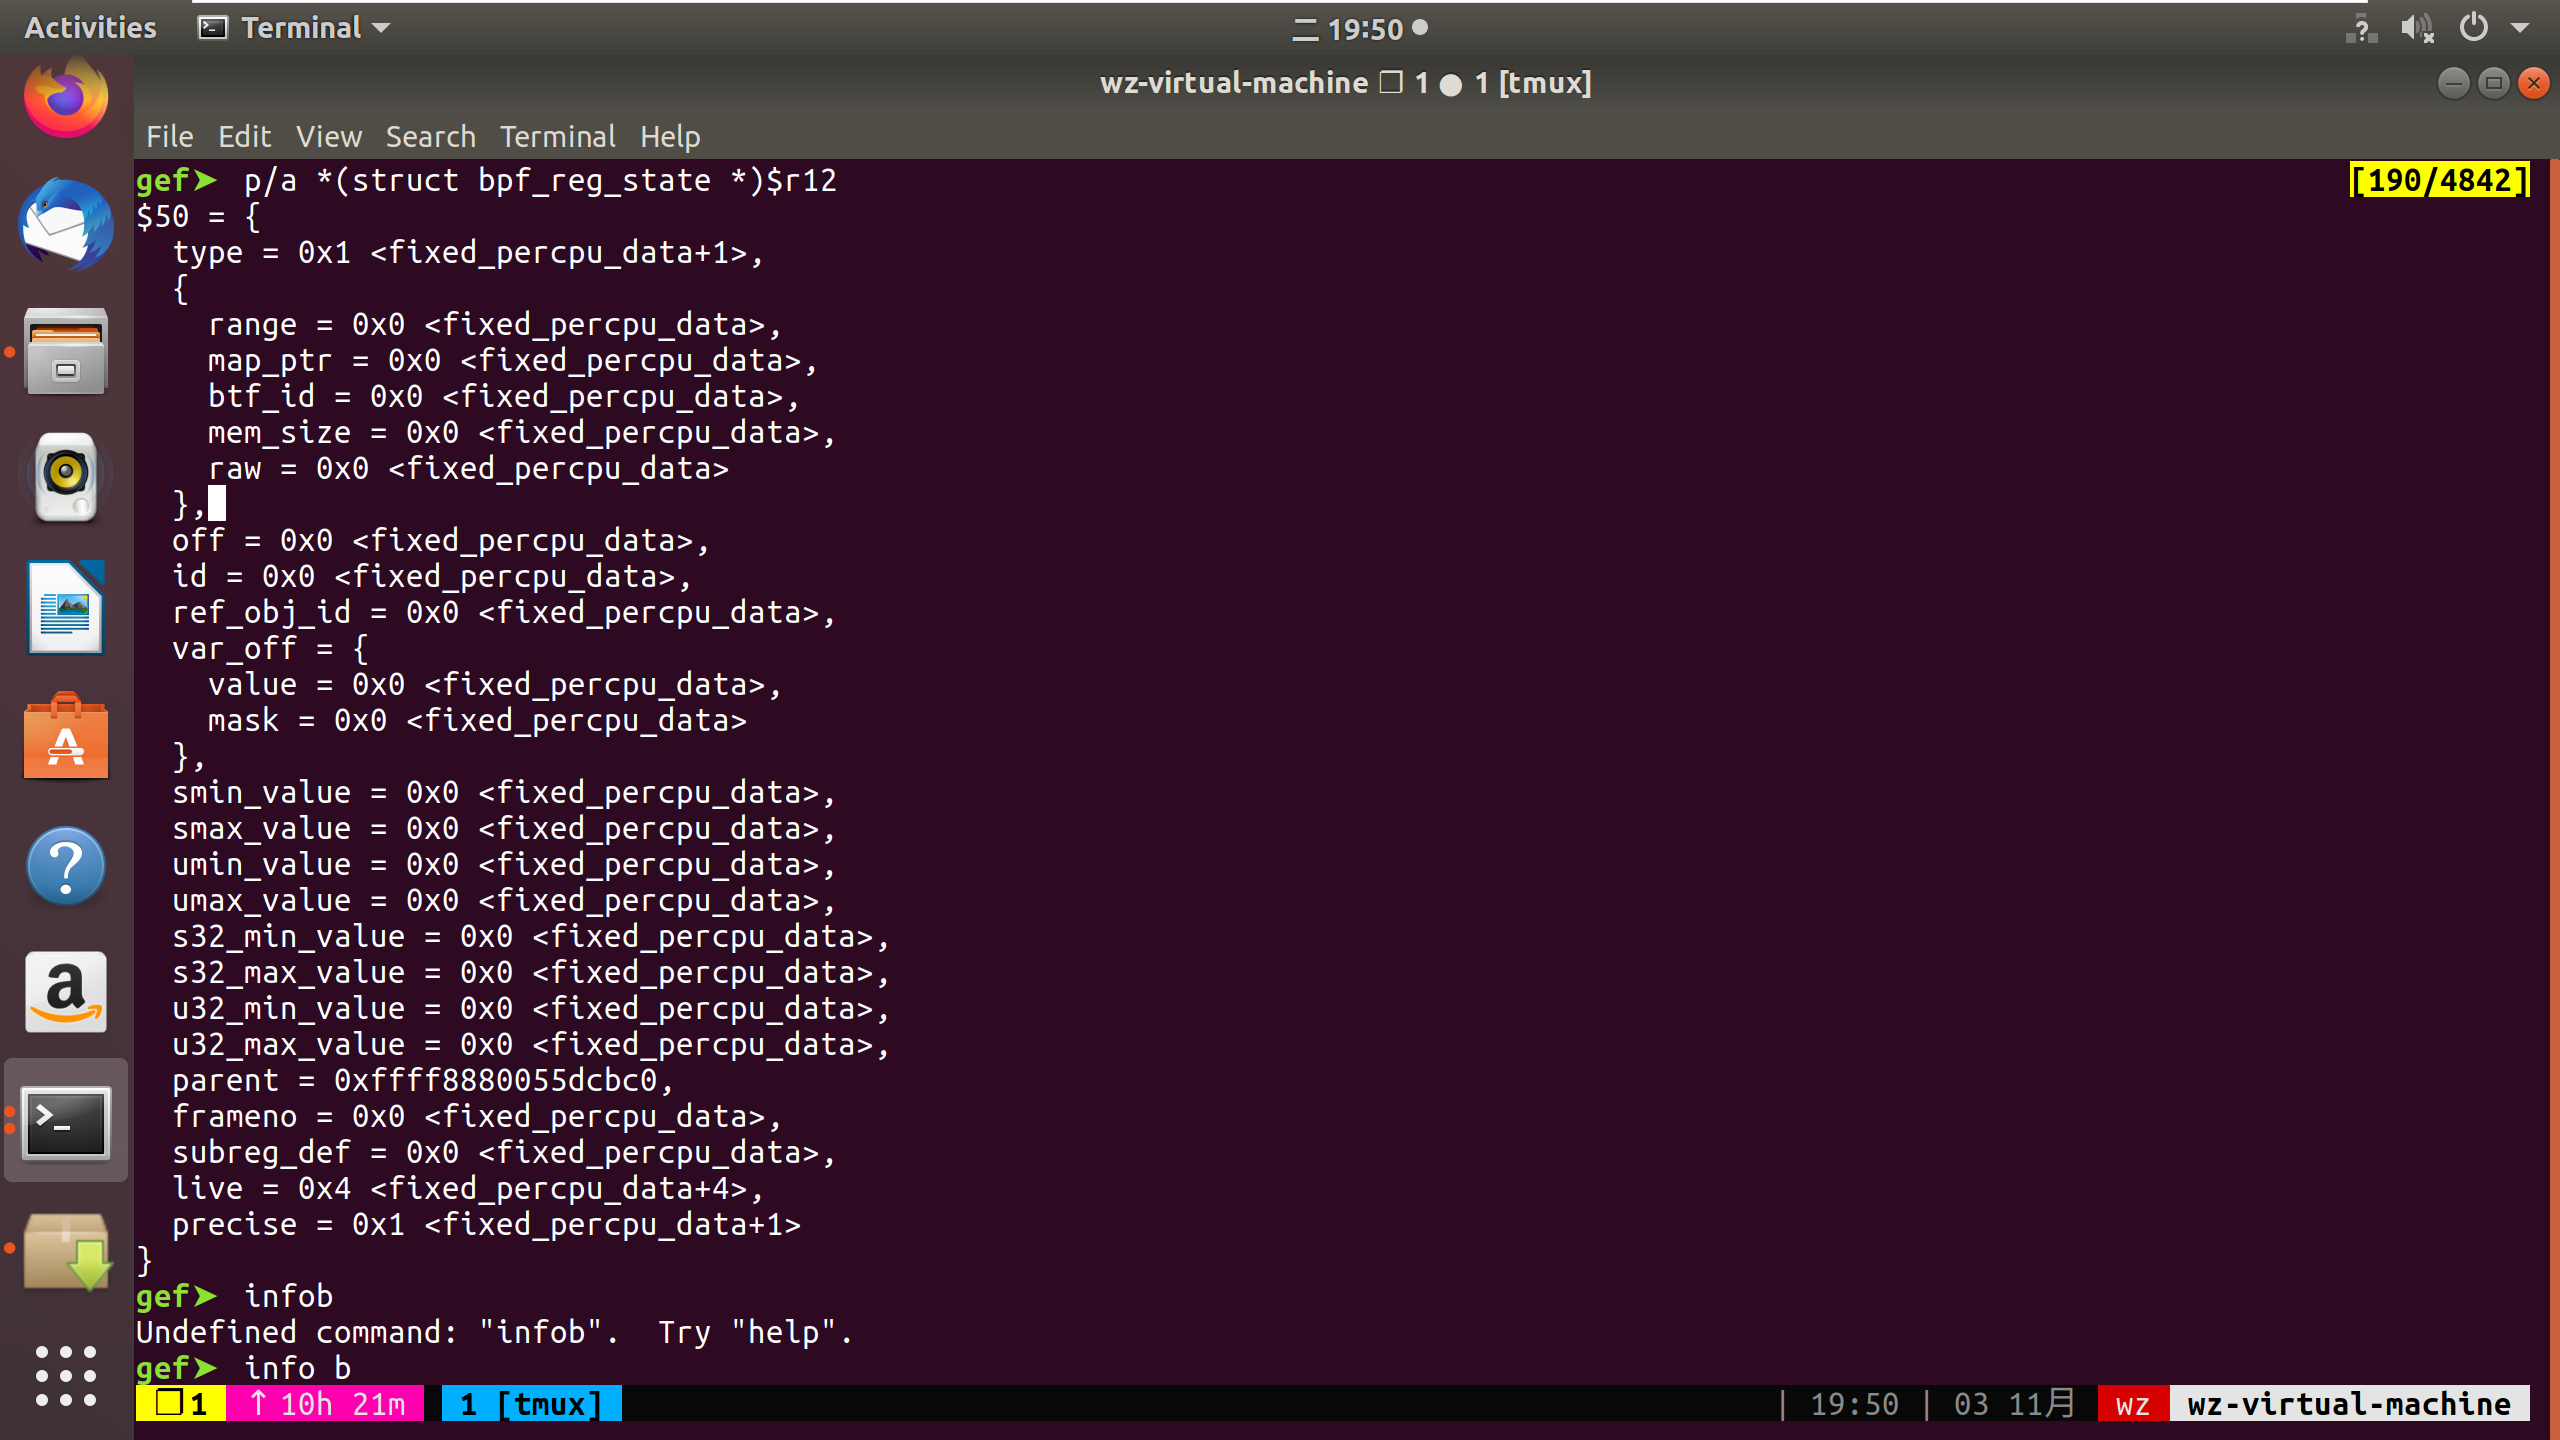 Activities
Terminal
二 19:50
wz-virtual-machine ❐ 1 ● 1 [tmux]
File Edit View Search Terminal Help
gef➤  p/a *(struct bpf_reg_state *)$r12
[190/4842]
$50 = {
  type = 0x1 <fixed_percpu_data+1>,
  {
    range = 0x0 <fixed_percpu_data>,
    map_ptr = 0x0 <fixed_percpu_data>,
    btf_id = 0x0 <fixed_percpu_data>,
    mem_size = 0x0 <fixed_percpu_data>,
    raw = 0x0 <fixed_percpu_data>
  },
  off = 0x0 <fixed_percpu_data>,
  id = 0x0 <fixed_percpu_data>,
  ref_obj_id = 0x0 <fixed_percpu_data>,
  var_off = {
    value = 0x0 <fixed_percpu_data>,
    mask = 0x0 <fixed_percpu_data>
  },
  smin_value = 0x0 <fixed_percpu_data>,
  smax_value = 0x0 <fixed_percpu_data>,
  umin_value = 0x0 <fixed_percpu_data>,
  umax_value = 0x0 <fixed_percpu_data>,
  s32_min_value = 0x0 <fixed_percpu_data>,
  s32_max_value = 0x0 <fixed_percpu_data>,
  u32_min_value = 0x0 <fixed_percpu_data>,
  u32_max_value = 0x0 <fixed_percpu_data>,
  parent = 0xffff8880055dcbc0,
  frameno = 0x0 <fixed_percpu_data>,
  subreg_def = 0x0 <fixed_percpu_data>,
  live = 0x4 <fixed_percpu_data+4>,
  precise = 0x1 <fixed_percpu_data+1>
}
gef➤  infob
Undefined command: "infob".  Try "help".
gef➤  info b
❐ 1 ↑ 10h 21m 1 [tmux] | 19:50 | 03 11月 wz wz-virtual-machine